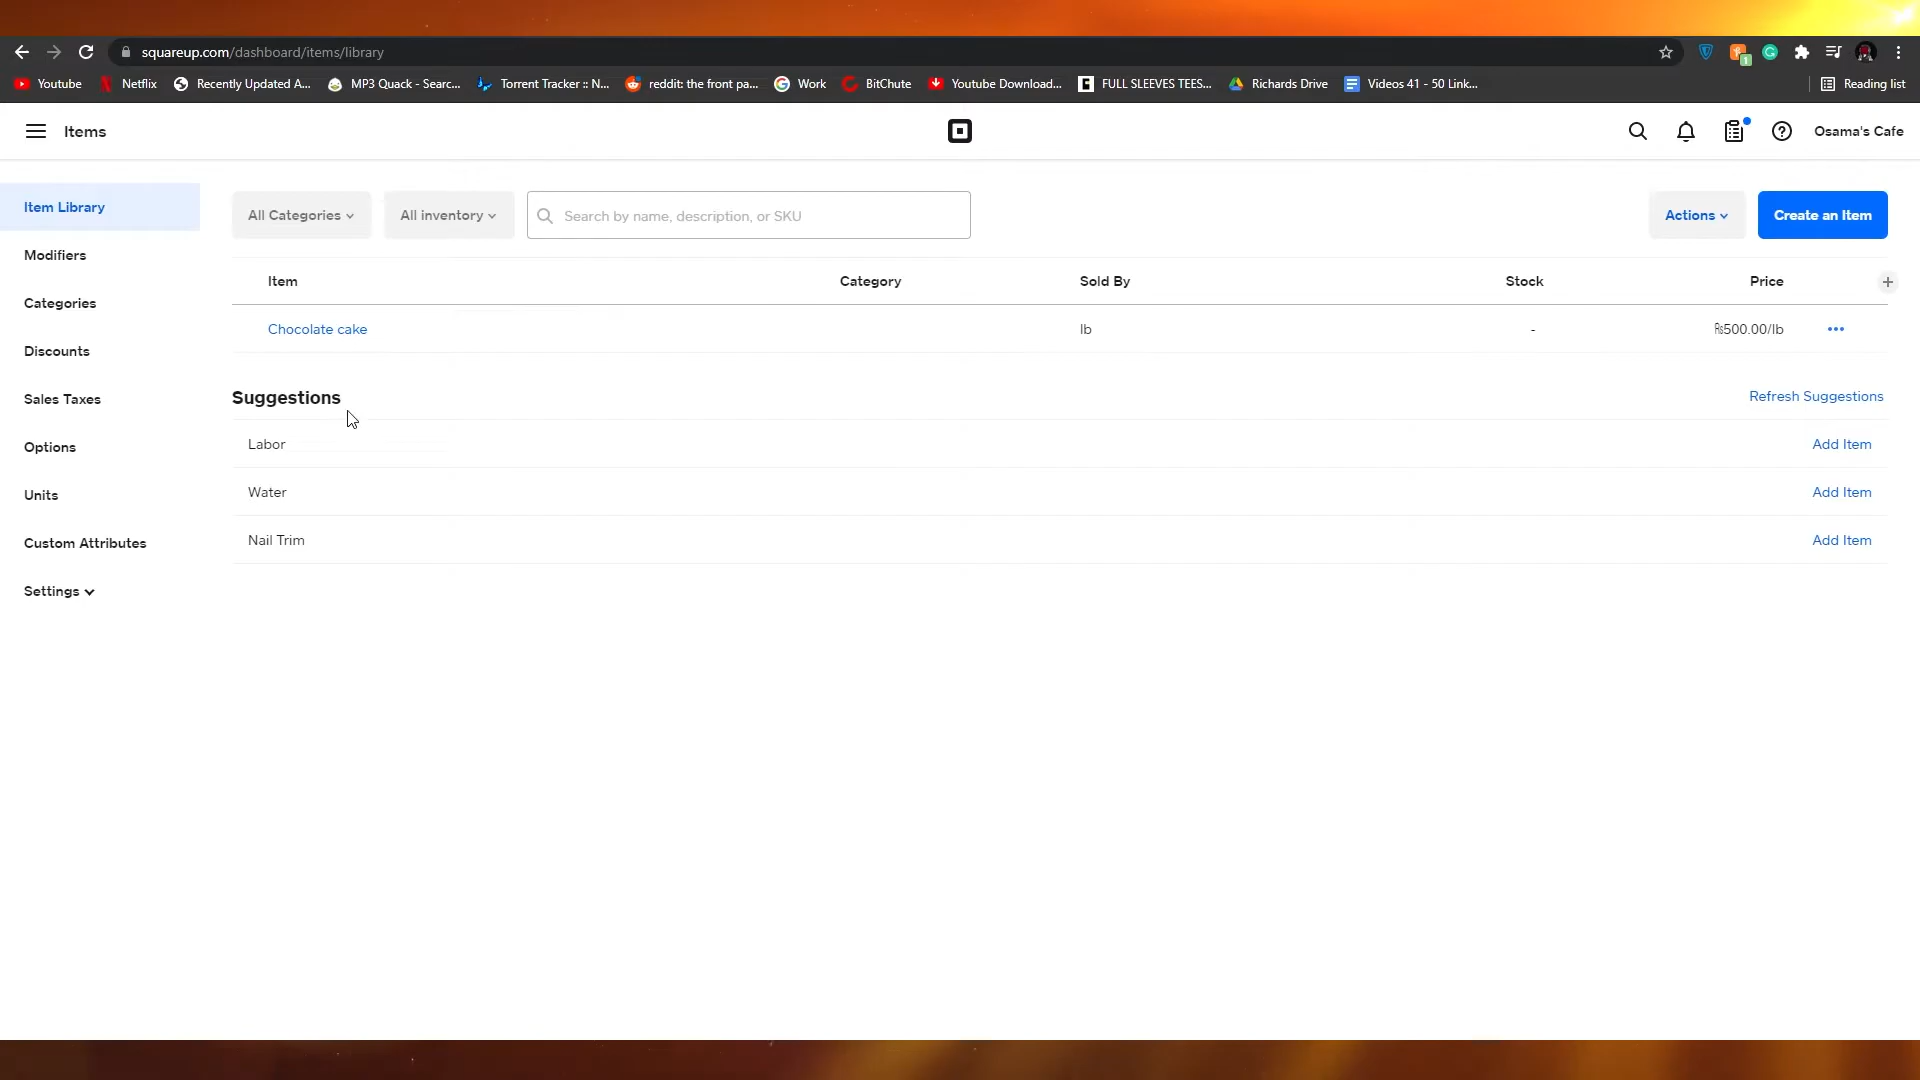 squareup.com/dashboard/items/library
Youtube Netflix Recently Updated A... MP3 Quack - Searc... Torrent Tracker :: N... reddit: the front pa... Work BitChute Youtube Download... FULL SLEEVES TEES... Richards Drive Videos 41 - 50 Link... Reading list
Items Osama's Cafe
Item Library
Modifiers
Categories
Discounts
Sales Taxes
Options
Units
Custom Attributes
Settings
All Categories All inventory Search by name, description, or SKU Actions Create an Item
Item Category Sold By Stock Price
Chocolate cake lb - ₨500.00/lb
Suggestions Refresh Suggestions
Labor Add Item
Water Add Item
Nail Trim Add Item